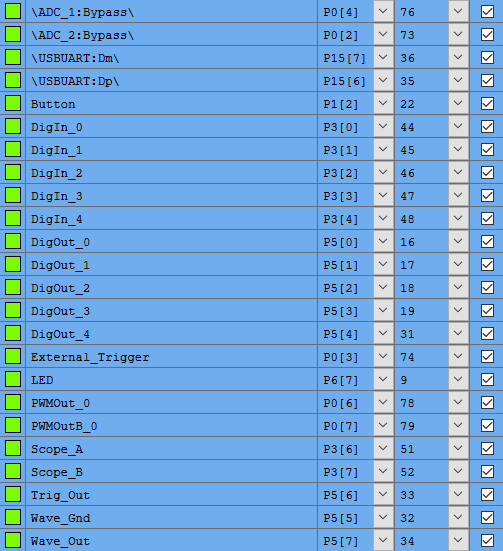 \ADC_1:Bypass\ P0[4] 76
\ADC_2:Bypass\ P0[2] 73
\USBUART:Dm\ P15[7] 36
\USBUART:Dp\ P15[6] 35
Button P1[2] 22
DigIn_0 P3[0] 44
DigIn_1 P3[1] 45
DigIn_2 P3[2] 46
DigIn_3 P3[3] 47
DigIn_4 P3[4] 48
DigOut_0 P5[0] 16
DigOut_1 P5[1] 17
DigOut_2 P5[2] 18
DigOut_3 P5[3] 19
DigOut_4 P5[4] 31
External_Trigger P0[3] 74
LED P6[7] 9
PWMOut_0 P0[6] 78
PWMOutB_0 P0[7] 79
Scope_A P3[6] 51
Scope_B P3[7] 52
Trig_Out P5[6] 33
Wave_Gnd P5[5] 32
Wave_Out P5[7] 34